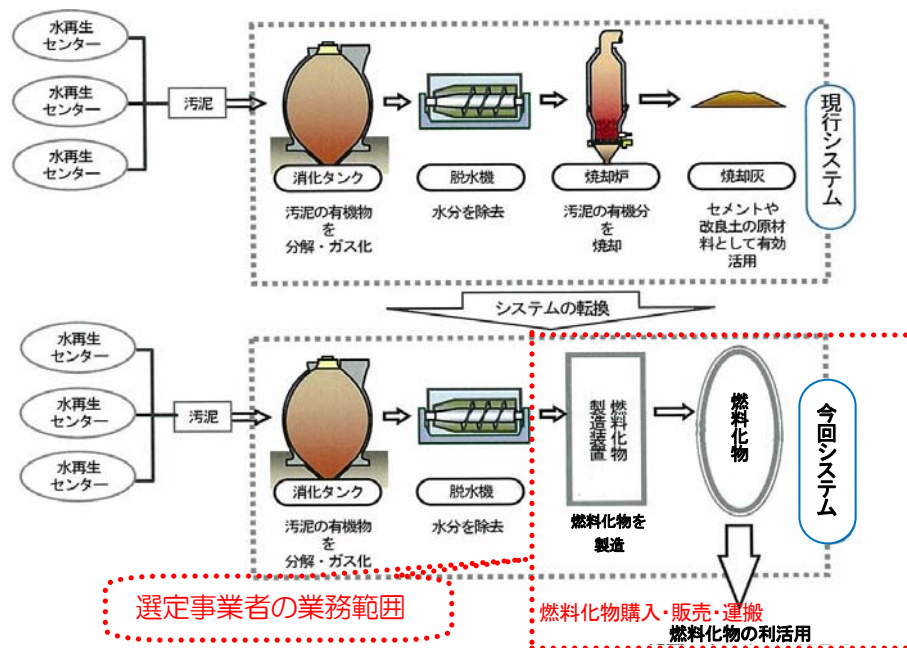 水再生
センター
水再生
センター
水再生
センター
汚泥
消化タンク
汚泥の有機物
を
分解・ガス化
脱水機
水分を除去
焼却炉
汚泥の有機分
を
焼却
焼却灰
セメントや
改良土の原材
料として有効
活用
現行システム
システムの転換
水再生
センター
水再生
センター
水再生
センター
汚泥
消化タンク
汚泥の有機物
を
分解・ガス化
脱水機
水分を除去
燃料化物
製造装置
燃料化物を
製造
燃料化物
今回システム
選定事業者の業務範囲
燃料化物購入・販売・運搬
燃料化物の利活用